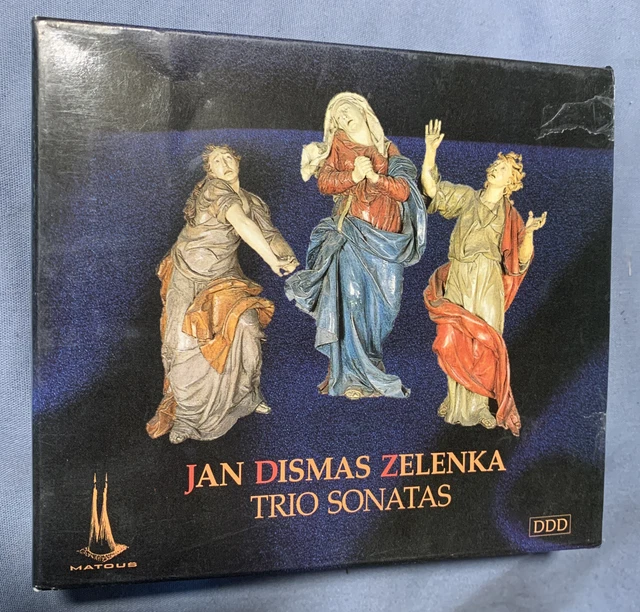 JAN DISMAS ZELENKA
TRIO SONATAS
DDD
MATOUS